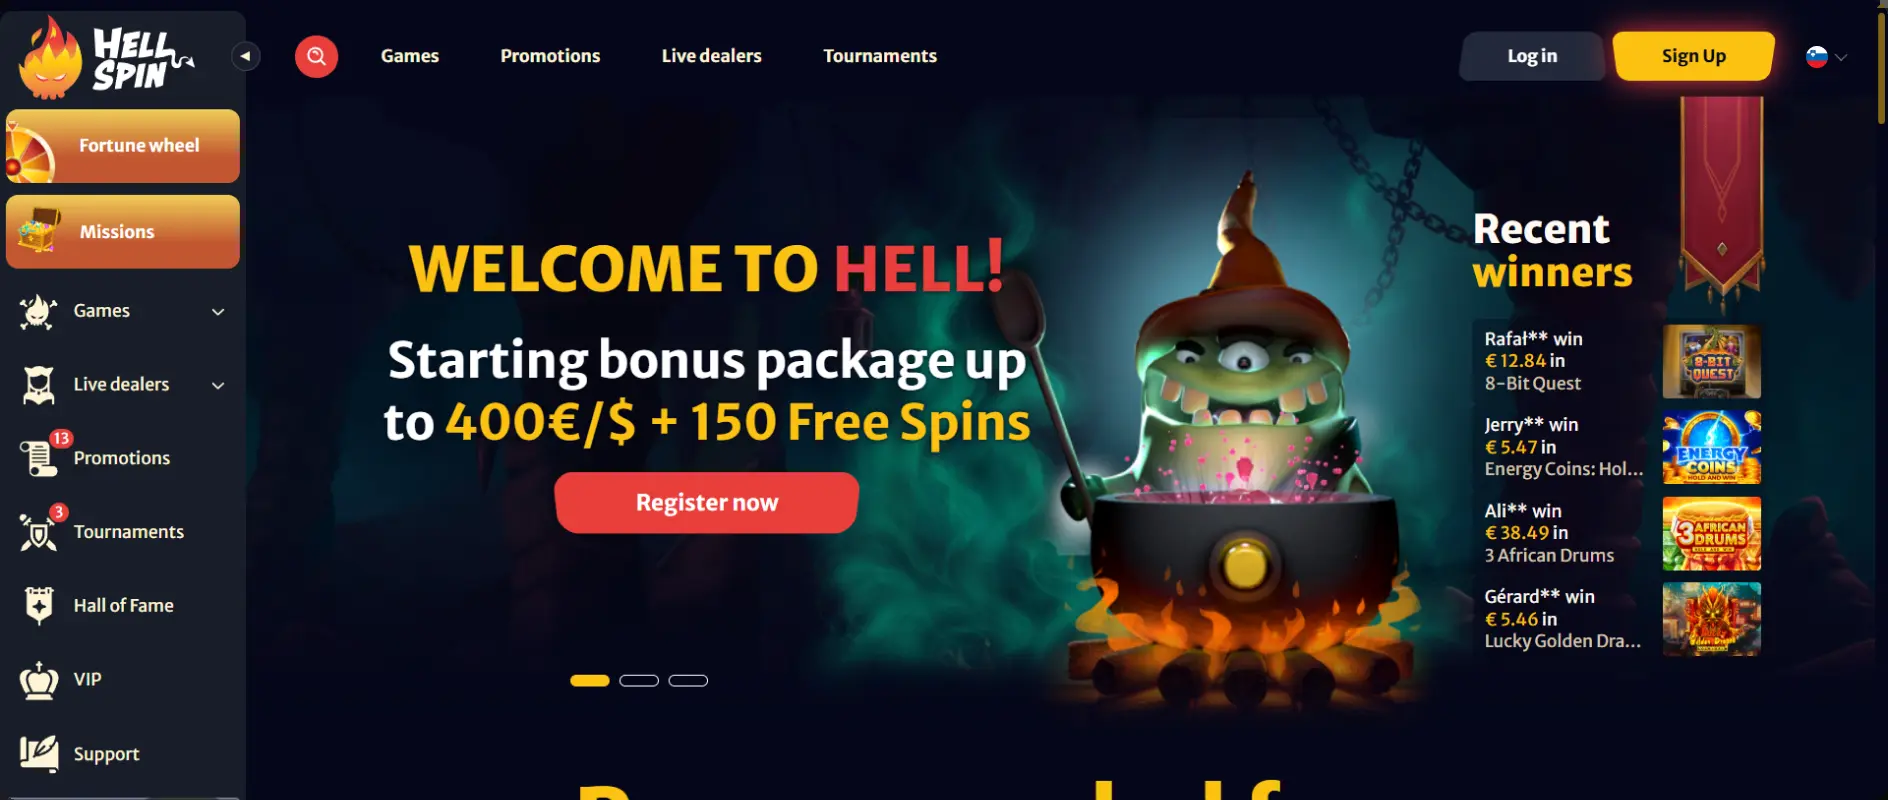 HELL
SPIN
Games
Promotions
Live dealers
Tournaments
Log in
Sign Up
Fortune wheel
Missions
Games
Live dealers
13
Promotions
3
Tournaments
Hall of Fame
VIP
Support
WELCOME TO HELL!
Starting bonus package up
to 400€/$ + 150 Free Spins
Register now
Recent
winners
Rafał** win
€ 12.84 in
8-Bit Quest
8-BIT
QUEST
Jerry** win
€ 5.47 in
Energy Coins: Hol...
ENERGY
COINS
HOLD AND WIN
Ali** win
€ 38.49 in
3 African Drums
3 AFRICAN
DRUMS
Gérard** win
€ 5.46 in
Lucky Golden Dra...